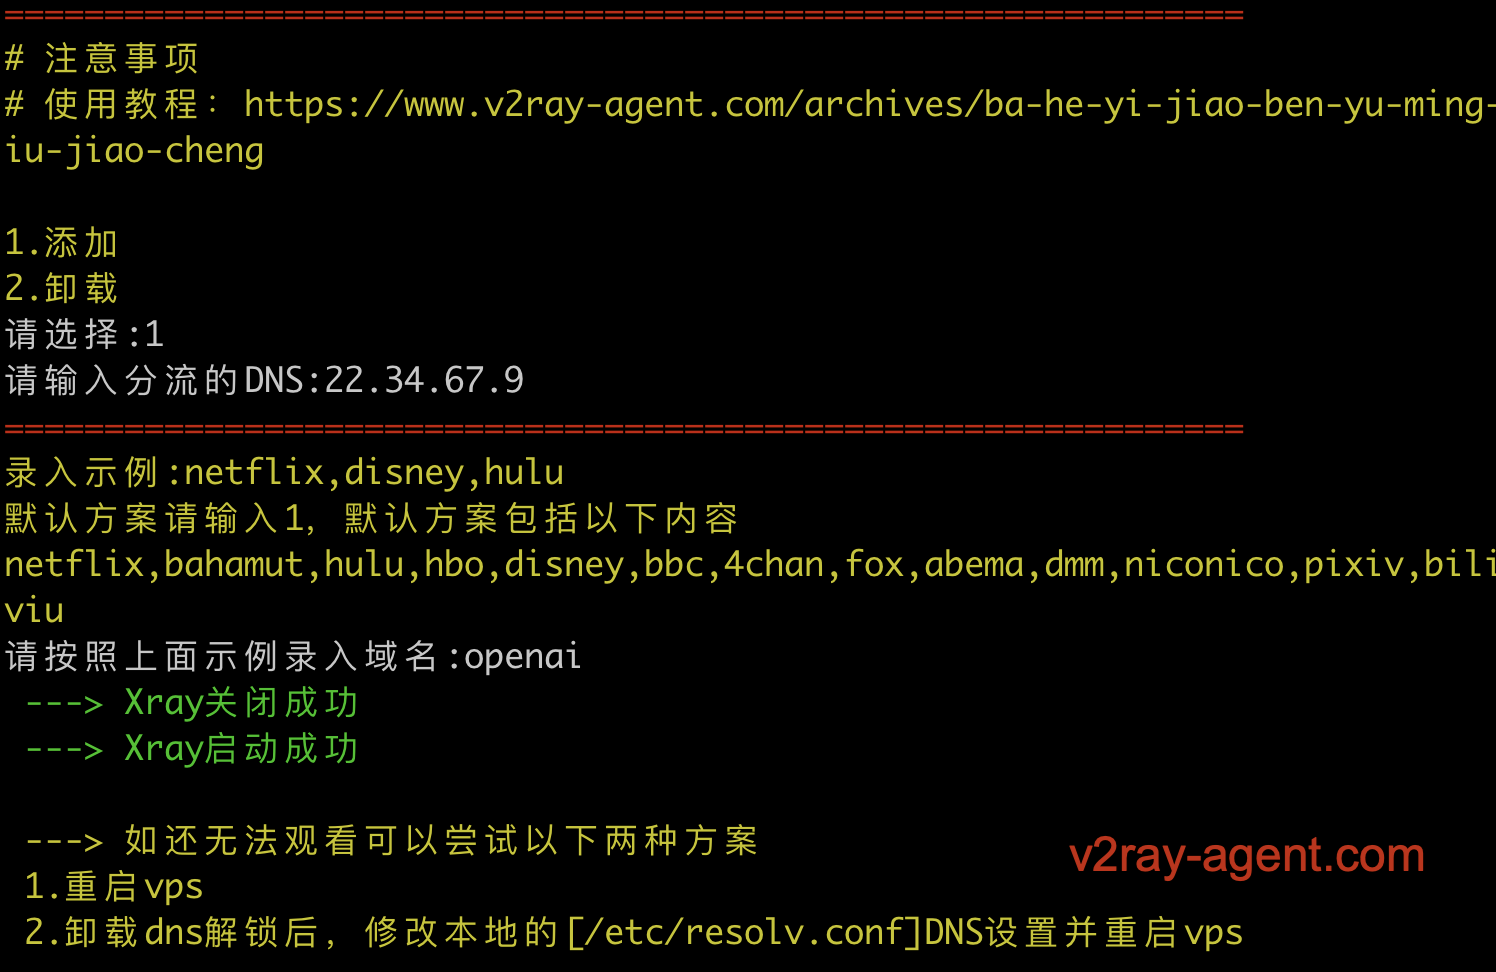 ============================================================== 
# 注意事项
# 使用教程：https://www.v2ray-agent.com/archives/ba-he-yi-jiao-ben-yu-ming-
iu-jiao-cheng
1.添加
2.卸载
请选择:1
请输入分流的DNS:22.34.67.9
==============================================================
录入示例:netflix,disney,hulu
默认方案请输入1，默认方案包括以下内容
netflix,bahamut,hulu,hbo,disney,bbc,4chan,fox,abema,dmm,niconico,pixiv,bili
viu
请按照上面示例录入域名:openai
---> Xray关闭成功
---> Xray启动成功
---> 如还无法观看可以尝试以下两种方案
v2ray-agent.com
1.重启vps
2.卸载dns解锁后，修改本地的[/etc/resolv.conf]DNS设置并重启vps